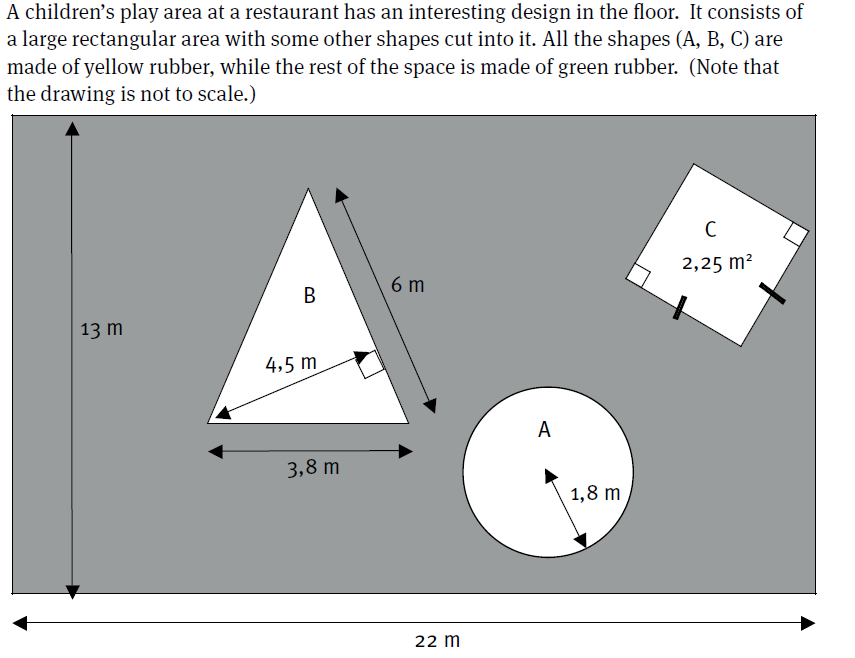 A children’s play area at a restaurant has an interesting design in the floor.  It consists of
a large rectangular area with some other shapes cut into it. All the shapes (A, B, C) are
made of yellow rubber, while the rest of the space is made of green rubber.  (Note that
the drawing is not to scale.)
C
2,25 m²
6 m
B
13 m
4,5 m
A
3,8 m
1,8 m
22 m